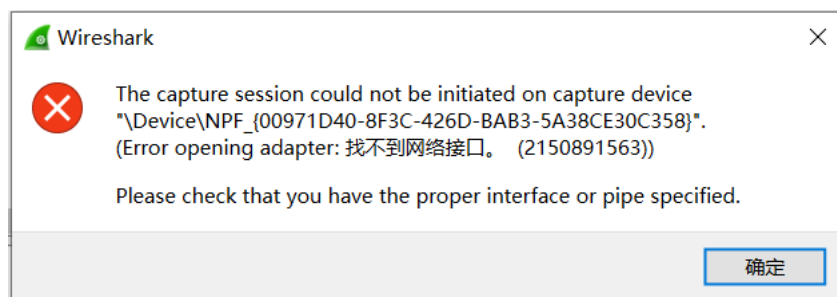 Wireshark
The capture session could not be initiated on capture device
"\Device\NPF_{00971D40-8F3C-426D-BAB3-5A38CE30C358}".
(Error opening adapter: 找不到网络接口。 (2150891563))
Please check that you have the proper interface or pipe specified.
确定